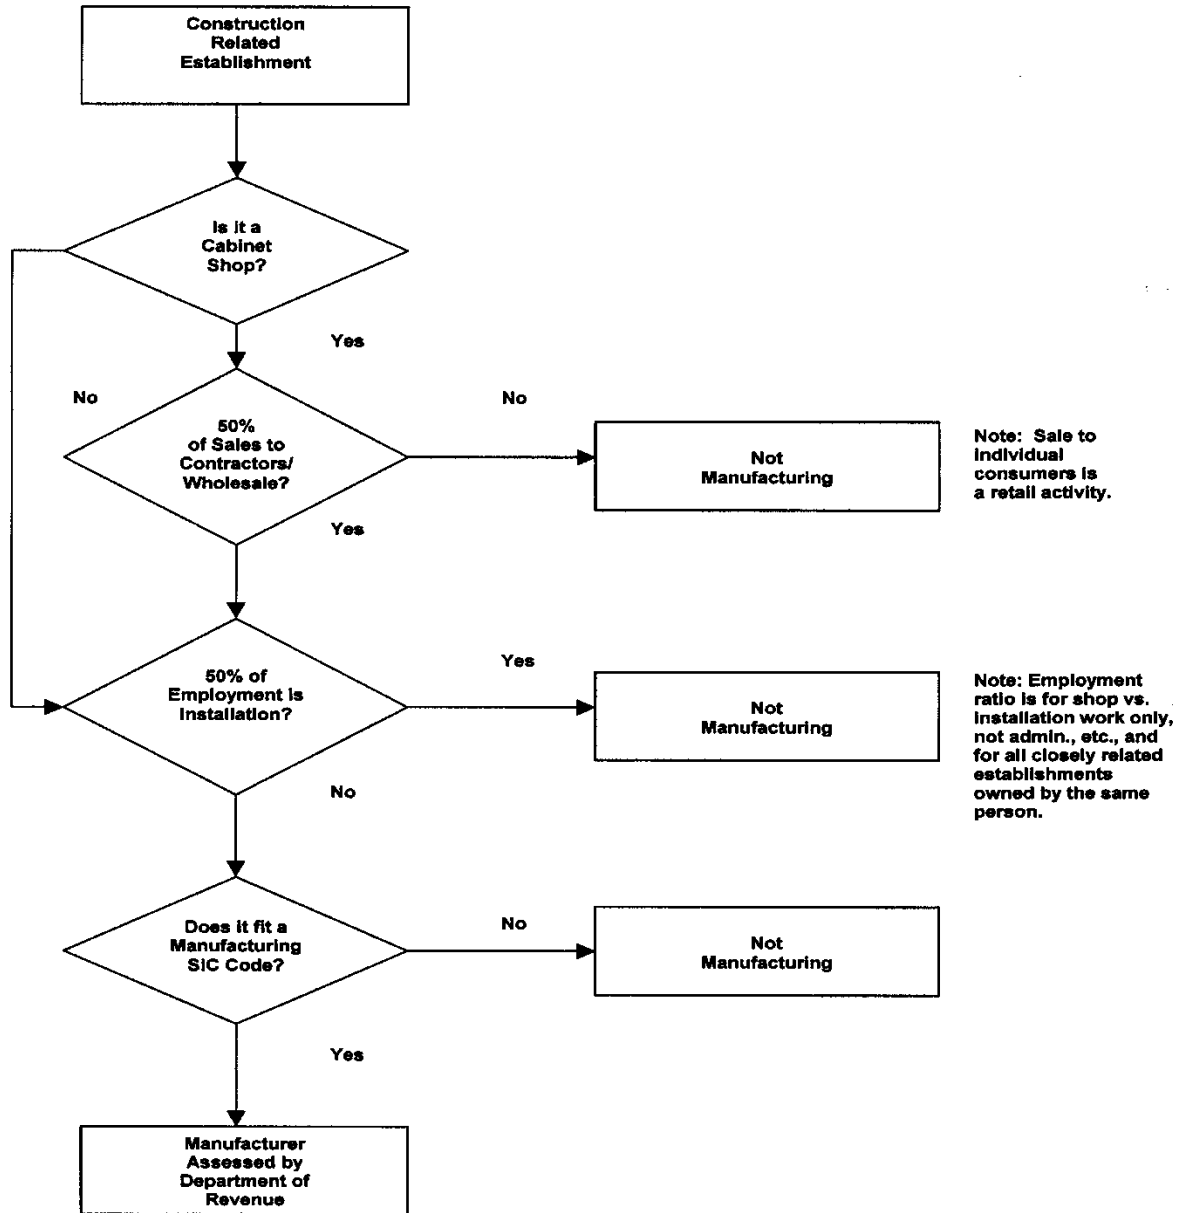 Construction
Related
Establishment
Is it a
Cabinet
Shop?
Yes
No
No
50%
of Sales to
Contractors/
Wholesale?
Not
Manufacturing
Note: Sale to
individual
consumers is
a retail activity.
Yes
50% of
Employment is
Installation?
Yes
Not
Manufacturing
Note: Employment
ratio is for shop vs.
installation work only,
not admin., etc., and
for all closely related
establishments
owned by the same
person.
No
Does it fit a
Manufacturing
SIC Code?
No
Not
Manufacturing
Yes
Manufacturer
Assessed by
Department of
Revenue